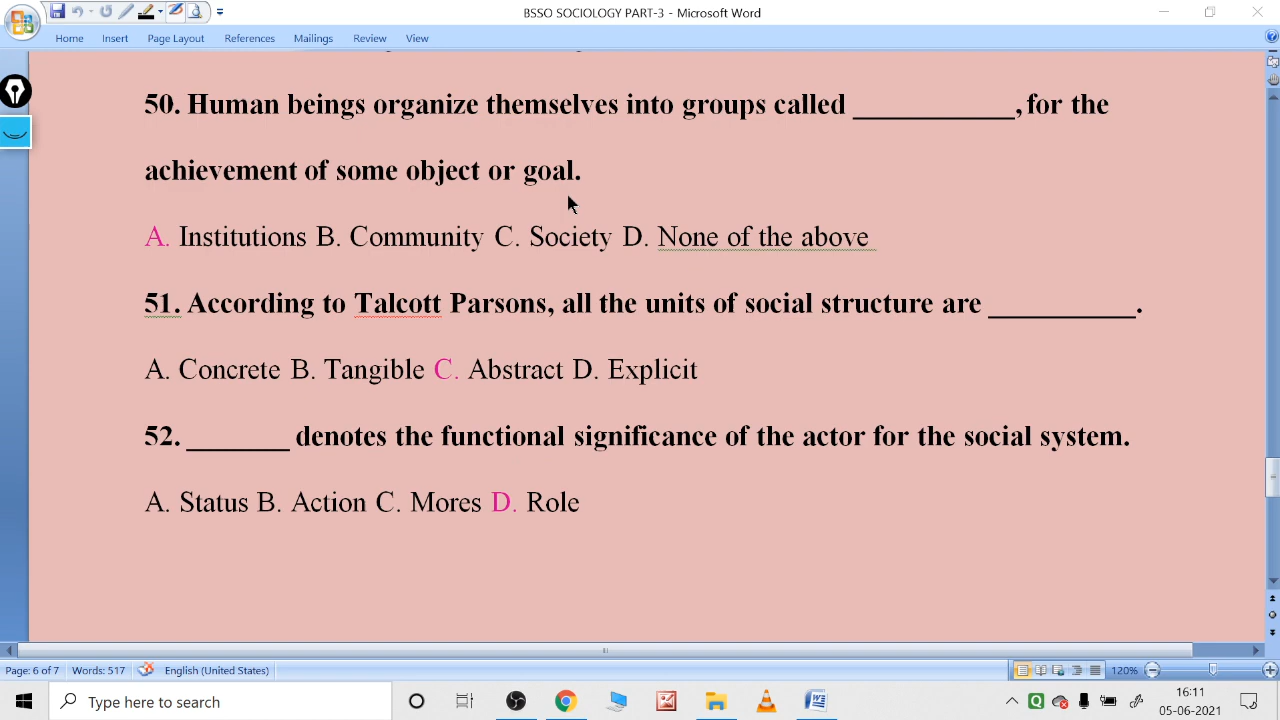 BSSO SOCIOLOGY PART-3 - Microsoft Word
Home Insert Page Layout References Mailings Review View
50. Human beings organize themselves into groups called ____________, for the
achievement of some object or goal.
A. Institutions B. Community C. Society D. None of the above
51. According to Talcott Parsons, all the units of social structure are ___________.
A. Concrete B. Tangible C. Abstract D. Explicit
52. ________ denotes the functional significance of the actor for the social system.
A. Status B. Action C. Mores D. Role
Page: 6 of 7 Words: 517 English (United States) 120%
Type here to search 16:11
05-06-2021